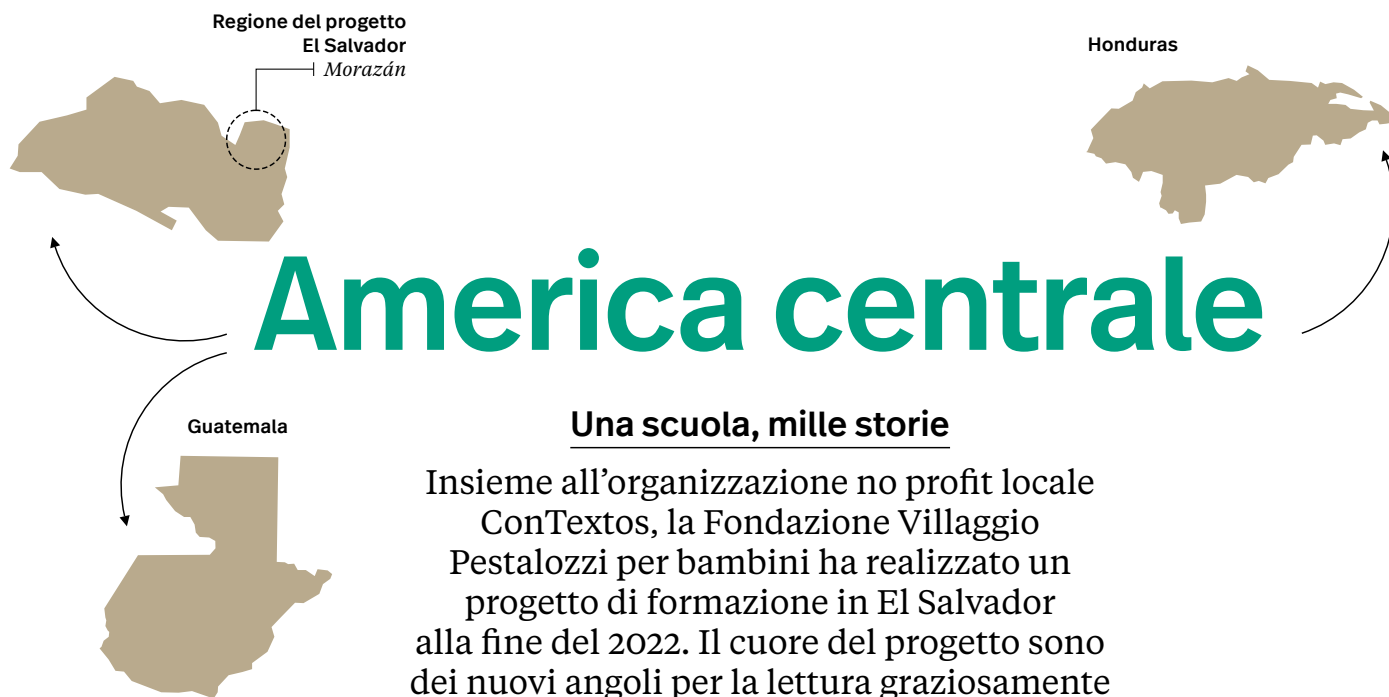 Regione del progetto
El Salvador
Morazán
Honduras
America centrale
Guatemala
Una scuola, mille storie
Insieme all’organizzazione no profit locale
ConTextos, la Fondazione Villaggio
Pestalozzi per bambini ha realizzato un
progetto di formazione in El Salvador
alla fine del 2022. Il cuore del progetto sono
dei nuovi angoli per la lettura graziosamente